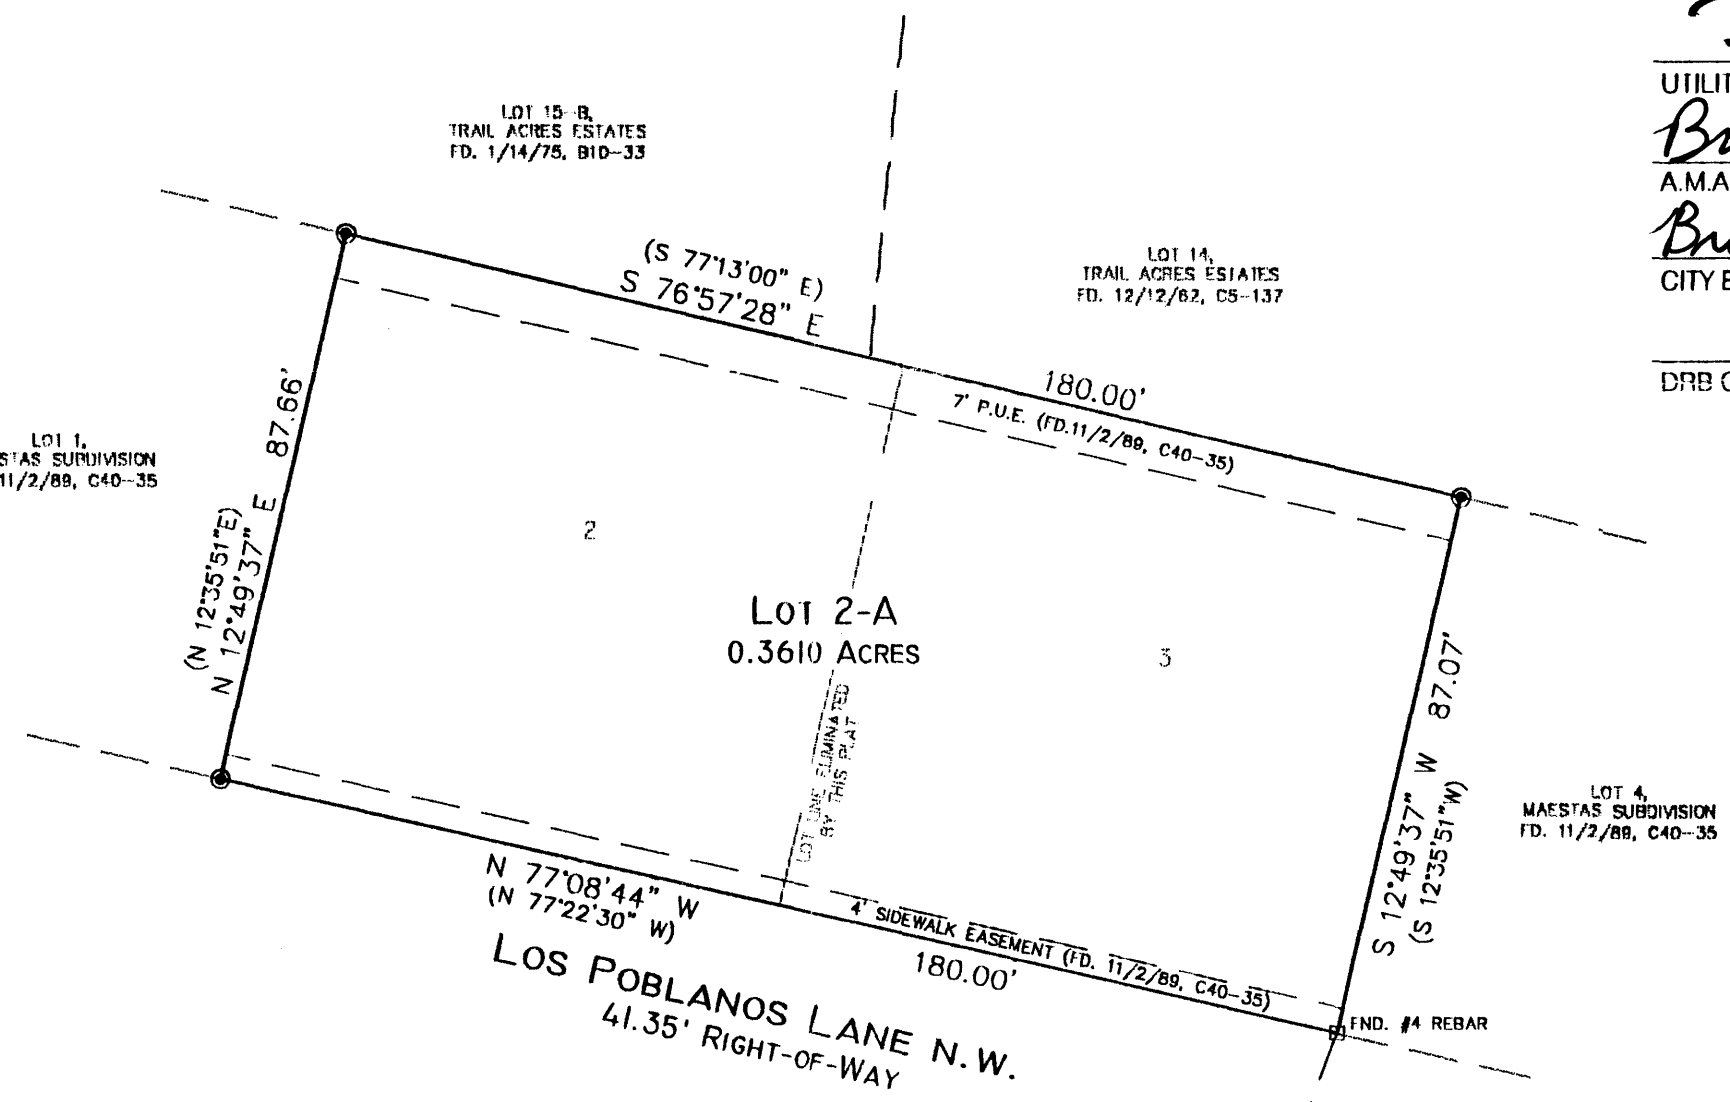 LOT 15-B,
TRAIL ACRES ESTATES
FD. 1/14/75, B10-33
(S 77°13'00" E)
S 76°57'28" E
LOT 14,
TRAIL ACRES ESTATES
FD. 12/12/62, C5-137
180.00'
7' P.U.E. (FD.11/2/89, C40-35)
87.66'
N 12°49'37" E
(N 12°35'51"E)
LOT 1,
STAS SUBDIVISION
11/2/89, C40-35
2
LOT 2-A
0.3610 ACRES
3
LOT LINE ELIMINATED
BY THIS PLAT
S 12°49'37" W 87.07'
(S 12°35'51"W)
LOT 4,
MAESTAS SUBDIVISION
FD. 11/2/89, C40-35
N 77°08'44" W
(N 77°22'30" W)
4' SIDEWALK EASEMENT (FD. 11/2/89, C40-35)
180.00'
FND. #4 REBAR
LOS POBLANOS LANE N.W.
41.35' RIGHT-OF-WAY
UTILIT
A.M.A
CITY E
DRB